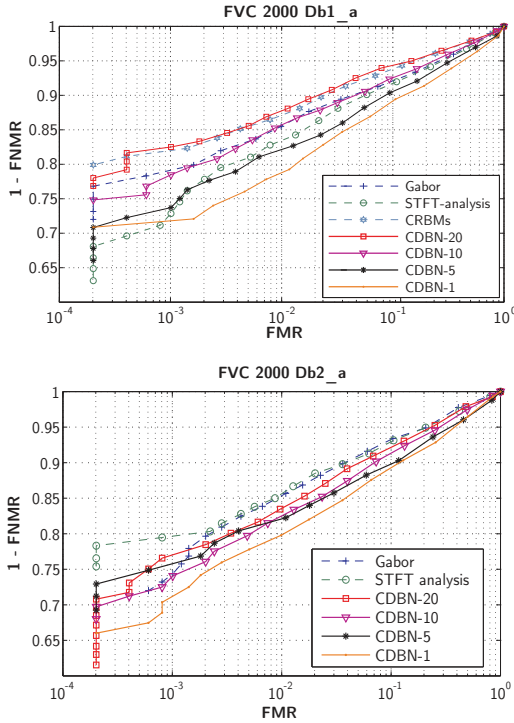 FVC 2000 Db1_a
1
0.95
0.9
0.85
0.8
0.75
0.7
0.65
1 - FNMR
Gabor
STFT-analysis
CRBMs
CDBN-20
CDBN-10
CDBN-5
CDBN-1
10^-4
10^-3
10^-2
10^-1
10^0
FMR
FVC 2000 Db2_a
1
0.95
0.9
0.85
0.8
0.75
0.7
0.65
1 - FNMR
Gabor
STFT analysis
CDBN-20
CDBN-10
CDBN-5
CDBN-1
10^-4
10^-3
10^-2
10^-1
10^0
FMR